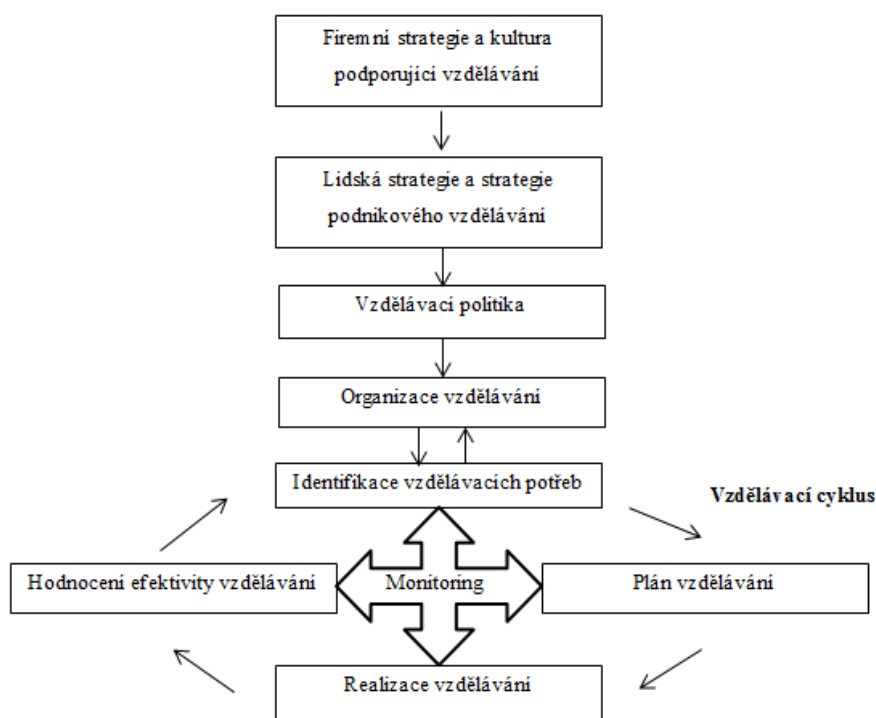 Firemní strategie a kultura
podporující vzdělávání
Lidská strategie a strategie
podnikového vzdělávání
Vzdělávací politika
Organizace vzdělávání
Identifikace vzdělávacích potřeb
Vzdělávací cyklus
Hodnocení efektivity vzdělávání
Monitoring
Plán vzdělávání
Realizace vzdělávání